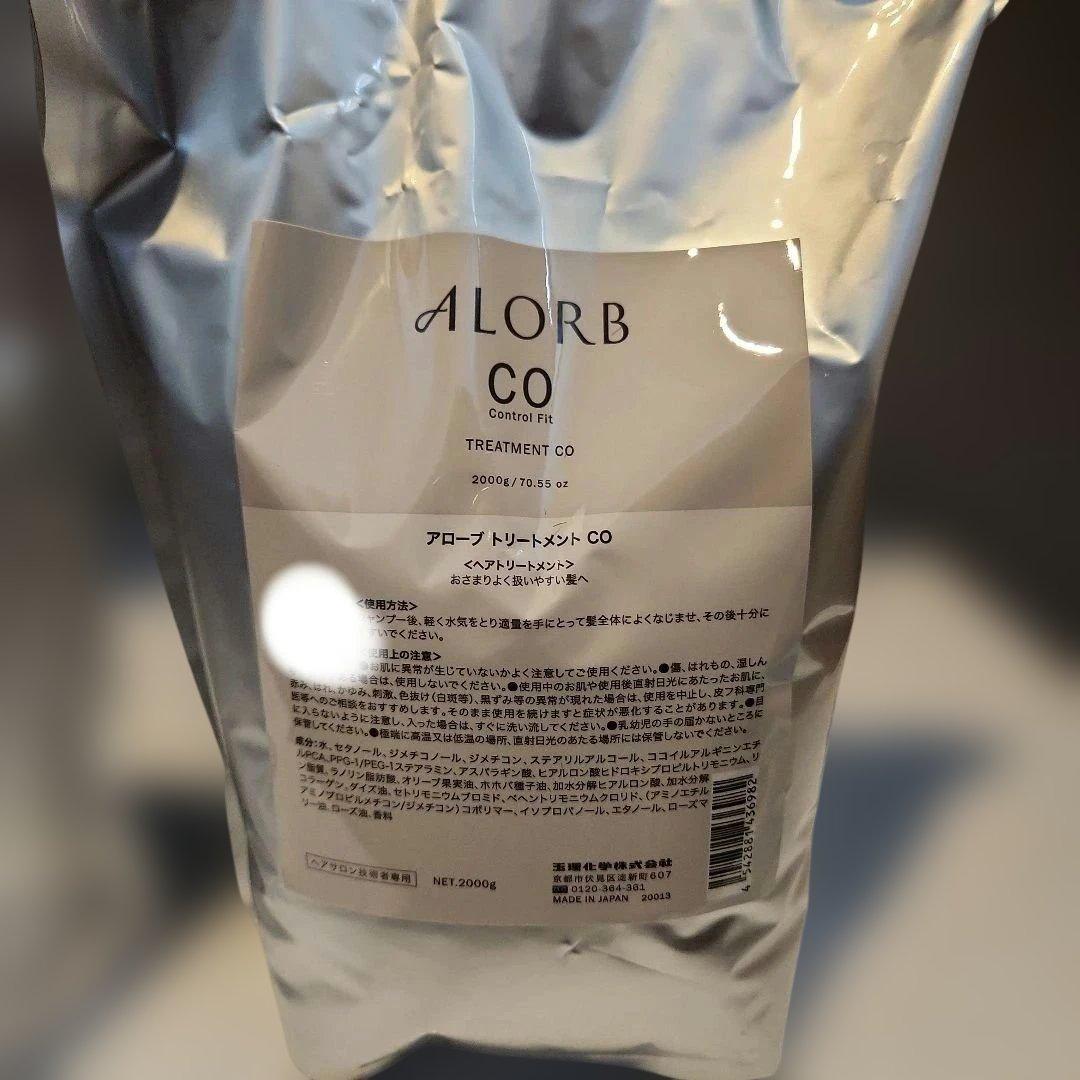 ALORB
CO
Control Fit
TREATMENT CO
2000g/70.55 oz
アローブ トリートメント CO
<ヘアトリートメント>
おさまりよく扱いやすい髪へ
<使用方法>
ャンプー後、軽く水気をとり適量を手にとって髪全体によくなじませ、その後十分に
いでください。
使用上の注意>
●お肌に異常が生じていないかよく注意してご使用ください。●傷、はれもの、湿しん
場合は、使用しないでください。●使用中のお肌や使用後直射日光にあたったお肌に、
赤み、はれ、かゆみ、刺激、色抜け(白斑等)、黒ずみ等の異常が現れた場合は、使用を中止し、皮フ科専門
医等へのご相談をおすすめします。そのまま使用を続けますと症状が悪化することがあります。●目
に入らないように注意し、入った場合は、すぐに洗い流してください。●乳幼児の手の届かないところに
保管してください。●極端に高温又は低温の場所、直射日光のあたる場所には保管しないでください。
成分:水、セタノール、ジメチコノール、ジメチコン、ステアリルアルコール、ココイルアルギニンエチ
ルPCA、PPG-1/PEG-1ステアラミン、アスパラギン酸、ヒアルロン酸ヒドロキシプロピルトリモニウム、リ
ン脂質、ラノリン脂肪酸、オリーブ果実油、ホホバ種子油、加水分解ヒアルロン酸、加水分解
コラーゲン、ダイズ油、セトリモニウムブロミド、ベヘントリモニウムクロリド、(アミノエチル
アミノプロピルメチコン/ジメチコン)コポリマー、イソプロパノール、エタノール、ローズマ
リー油、ローズ油、香料
ヘアサロン技術者専用
NET.2000g
玉理化学株式会社
京都市伏見区淀新町607
0120-364-361
MADE IN JAPAN 20013
4 542881 436982